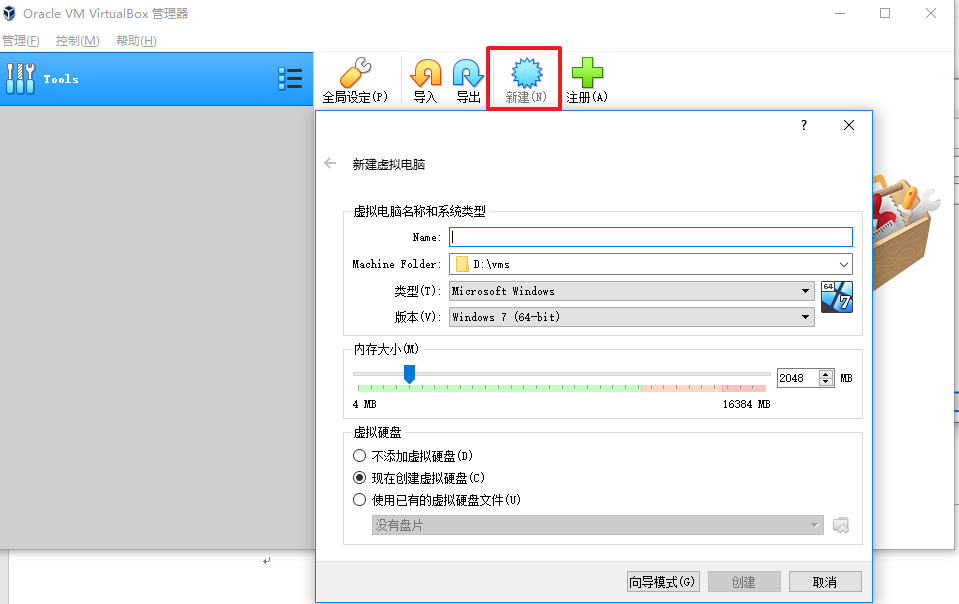 Oracle VM VirtualBox 管理器
管理(F) 控制(M) 帮助(H)
Tools
全局设定(P) 导入 导出 新建(N) 注册(A)
?
新建虚拟电脑
虚拟电脑名称和系统类型
Name:
Machine Folder: D:\vms
类型(T): Microsoft Windows
64
7
版本(V): Windows 7 (64-bit)
内存大小(M)
2048 MB
4 MB 16384 MB
虚拟硬盘
不添加虚拟硬盘(D)
现在创建虚拟硬盘(C)
使用已有的虚拟硬盘文件(U)
没有盘片
向导模式(G) 创建 取消